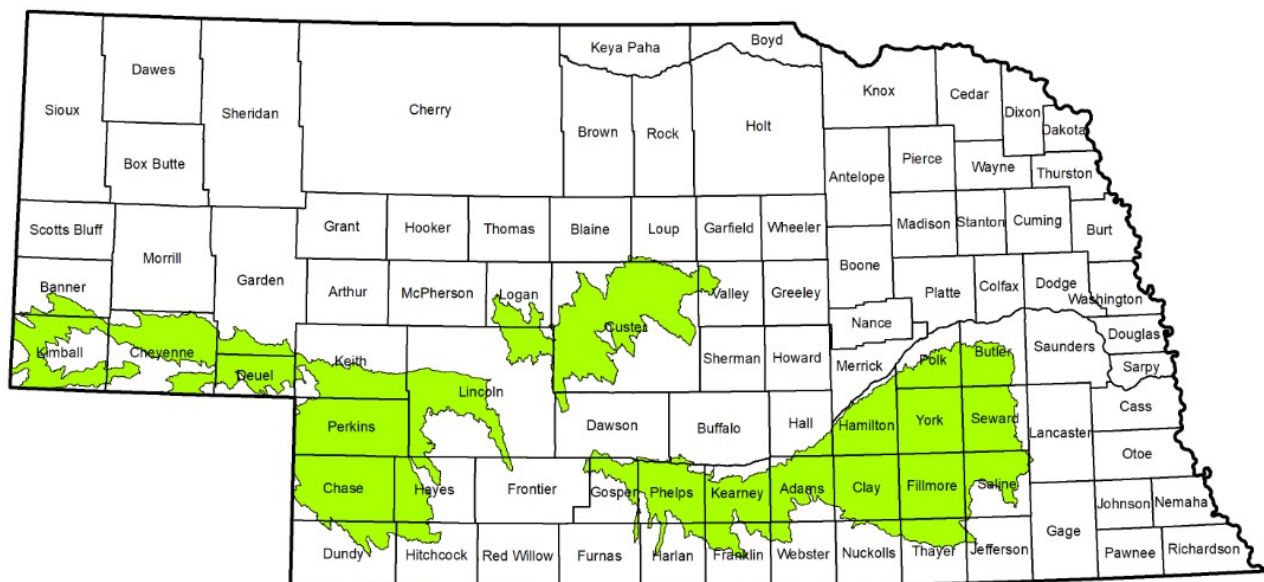 Boyd
Keya Paha
Dawes
Knox
Cedar
Sioux
Sheridan
Cherry
Dixon
Brown
Rock
Holt
Dakota
Box Butte
Pierce
Wayne
Antelope
Thurston
Scotts Bluff
Grant
Hooker
Thomas
Blaine
Loup
Garfield
Wheeler
Madison
Stanton
Cuming
Burt
Morrill
Boone
Garden
Banner
Arthur
McPherson
Logan
Valley
Greeley
Platte
Colfax
Dodge
Washington
Nance
Custer
Douglas
Kimball
Cheyenne
Keith
Sherman
Howard
Merrick
Polk
Butler
Saunders
Sarpy
Deuel
Lincoln
Perkins
Dawson
Buffalo
Hall
Hamilton
York
Seward
Lancaster
Cass
Otoe
Chase
Hayes
Frontier
Gosper
Phelps
Kearney
Adams
Clay
Fillmore
Saline
Johnson
Nemaha
Gage
Dundy
Hitchcock
Red Willow
Furnas
Harlan
Franklin
Webster
Nuckolls
Thayer
Jefferson
Pawnee
Richardson